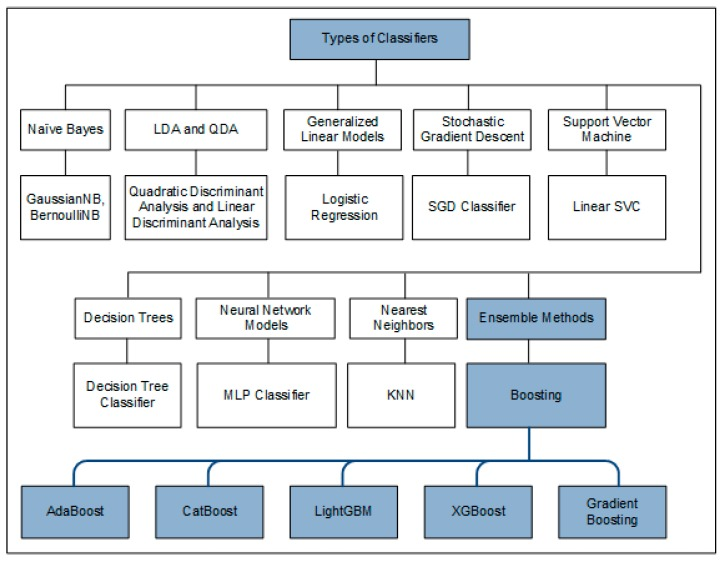 Types of Classifiers
Naïve Bayes
LDA and QDA
Generalized
Linear Models
Stochastic
Gradient Descent
Support Vector
Machine
GaussianNB,
BernoulliNB
Quadratic Discriminant
Analysis and Linear
Discriminant Analysis
Logistic
Regression
SGD Classifier
Linear SVC
Decision Trees
Neural Network
Models
Nearest
Neighbors
Ensemble Methods
Decision Tree
Classifier
MLP Classifier
KNN
Boosting
AdaBoost
CatBoost
LightGBM
XGBoost
Gradient
Boosting